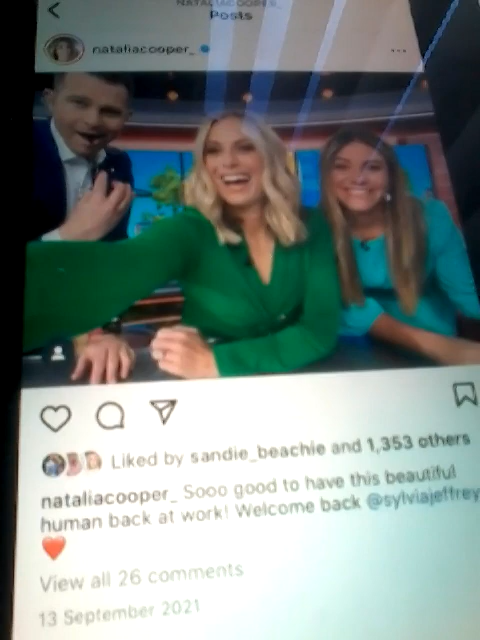 NATALIACOOPER_
Posts
nataliacooper_
Liked by sandie_beachie and 1,353 others
nataliacooper_ Sooo good to have this beautiful
human back at work! Welcome back @sylviajeffrey
View all 26 comments
13 September 2021